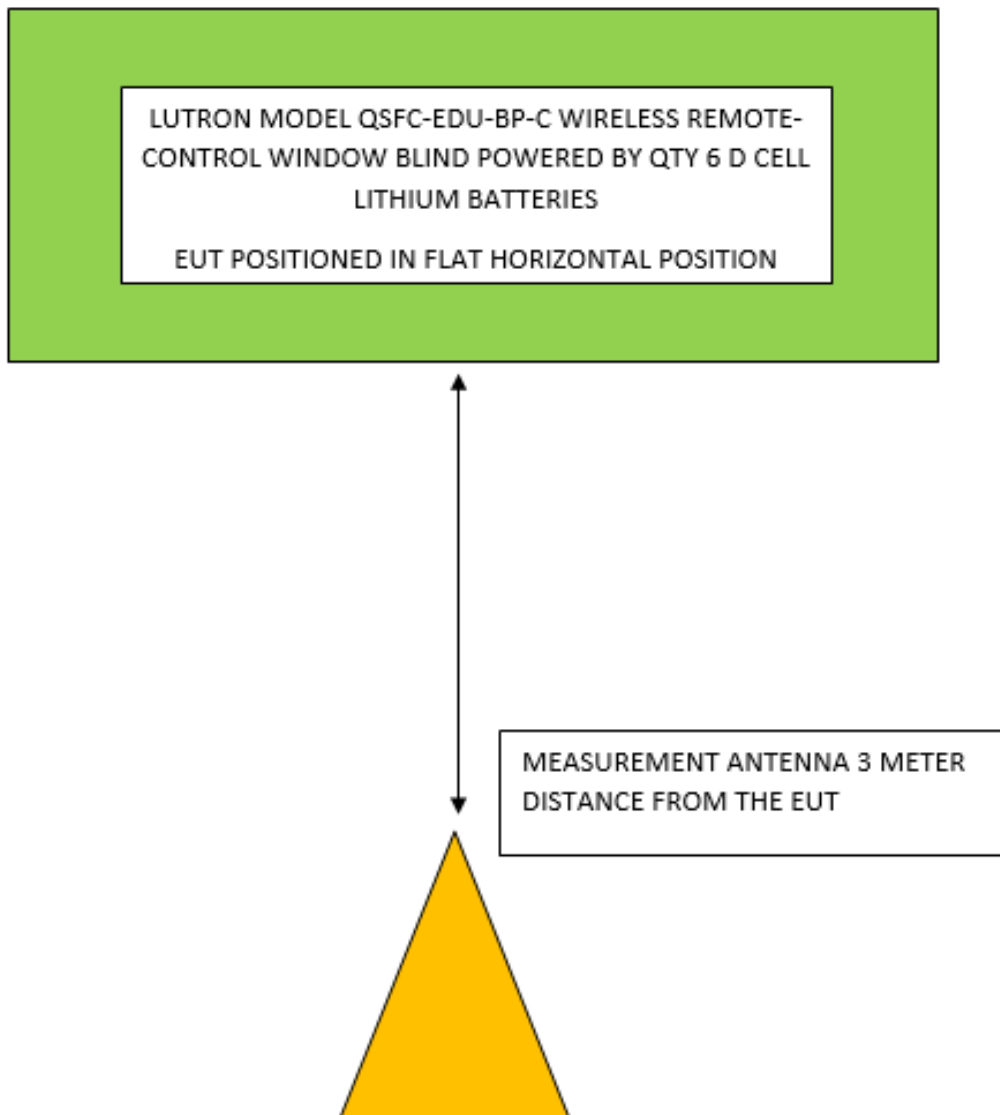 LUTRON MODEL QSFC-EDU-BP-C WIRELESS REMOTE-
CONTROL WINDOW BLIND POWERED BY QTY 6 D CELL
LITHIUM BATTERIES
EUT POSITIONED IN FLAT HORIZONTAL POSITION
MEASUREMENT ANTENNA 3 METER
DISTANCE FROM THE EUT